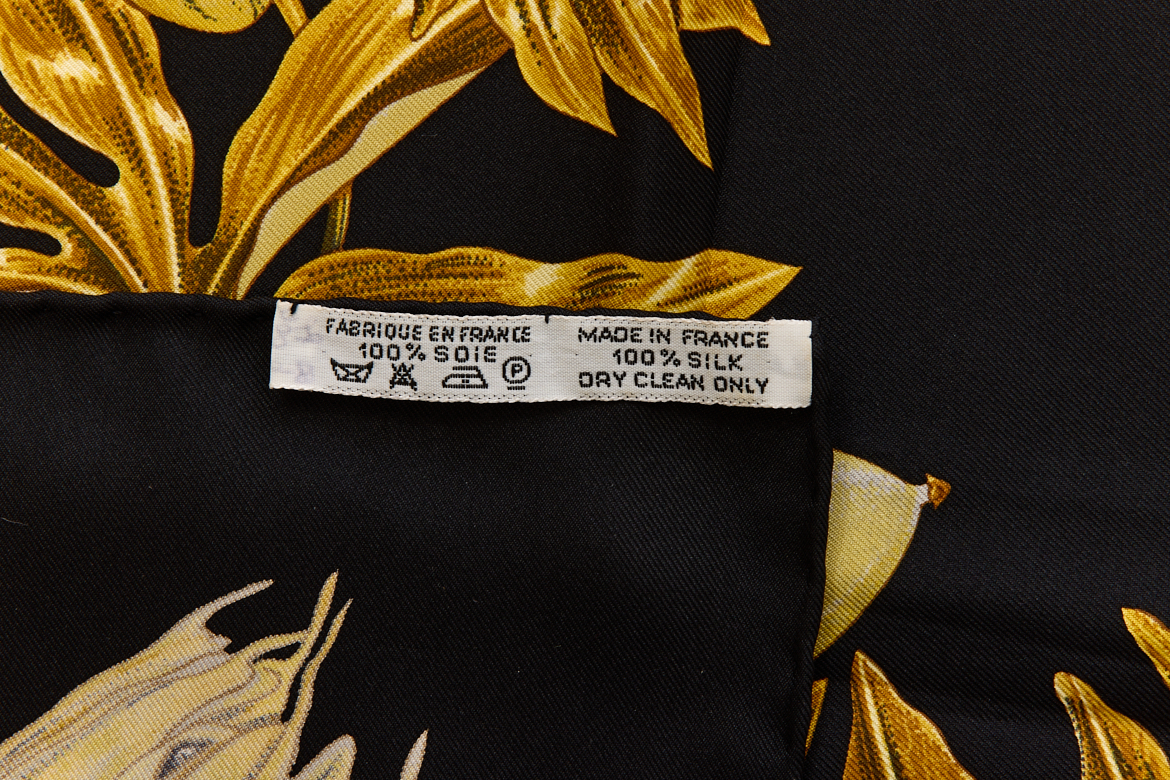 FABRIQUE EN FRANCE
100% SOIE
P
MADE IN FRANCE
100% SILK
DRY CLEAN ONLY